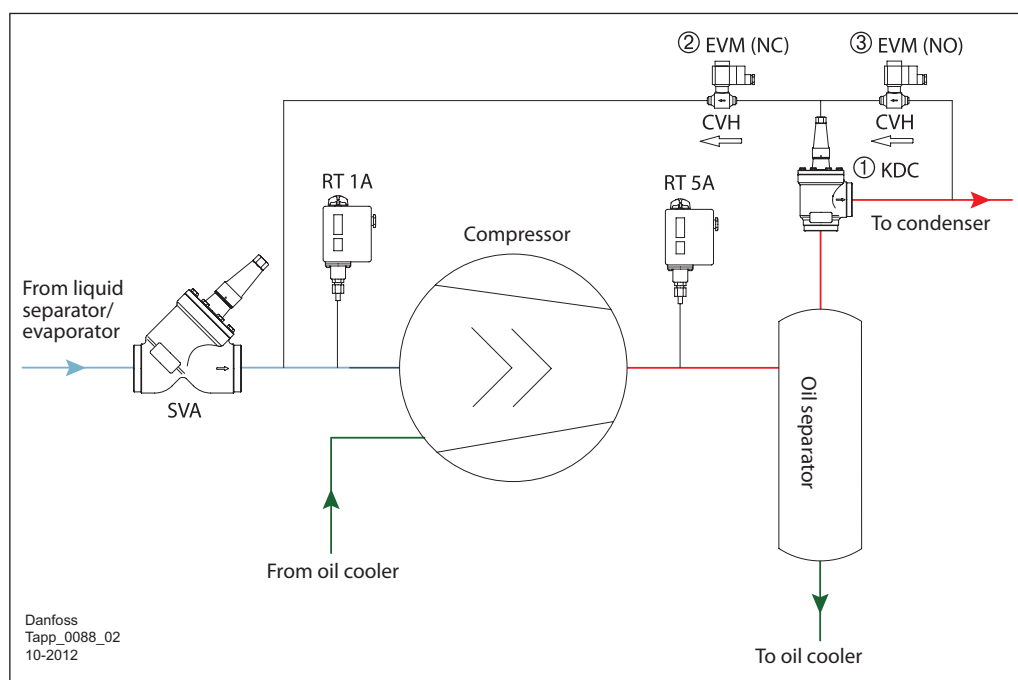 ② EVM (NC)
③ EVM (NO)
CVH
CVH
① KDC
RT 1A
RT 5A
To condenser
Compressor
From liquid
separator/
evaporator
SVA
Oil separator
From oil cooler
To oil cooler
Danfoss
Tapp_0088_02
10-2012